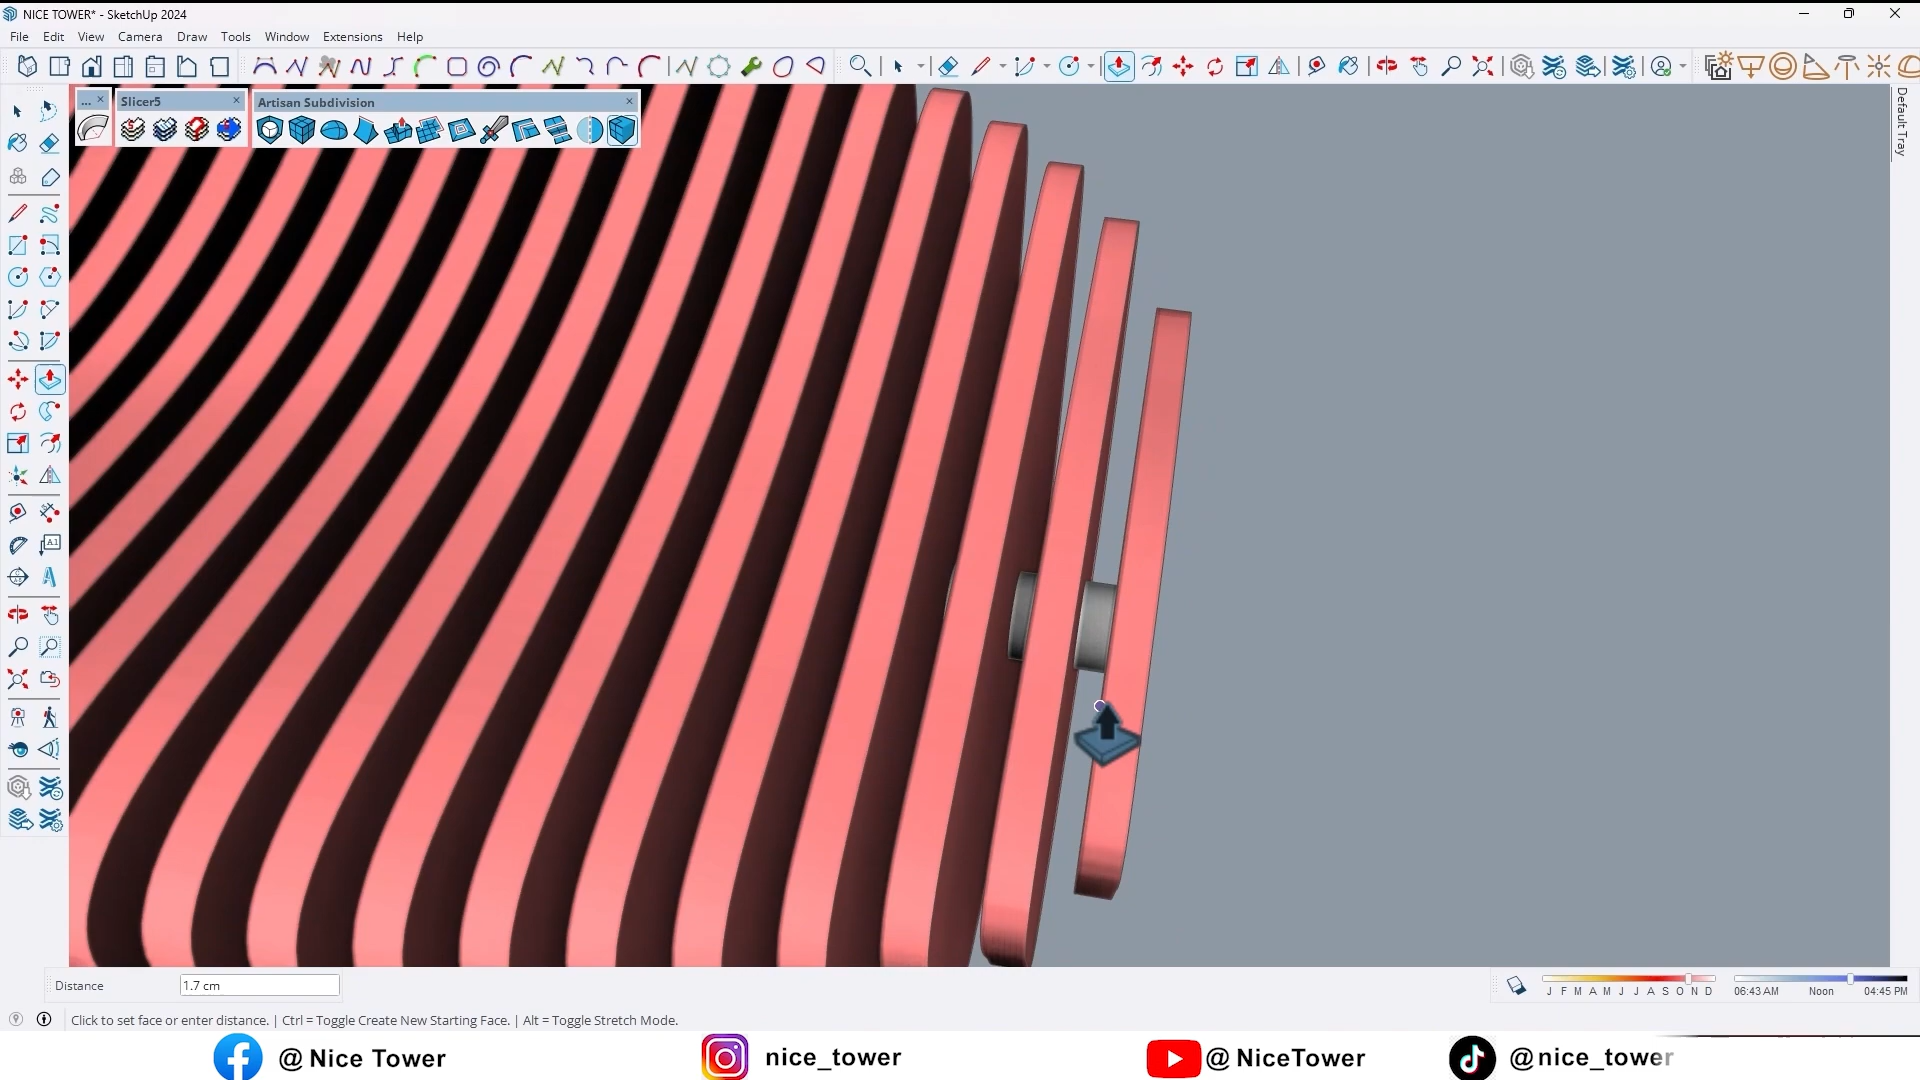 NICE TOWER* - SketchUp 2024
File Edit View Camera Draw Tools Window Extensions Help
... Slicer5 Artisan Subdivision
Default Tray
Distance 1.7 cm
J F M A M J J A S O N D 06:43 AM Noon 04:45 PM
Click to set face or enter distance. | Ctrl = Toggle Create New Starting Face. | Alt = Toggle Stretch Mode.
@ Nice Tower nice_tower @ NiceTower @nice_tower